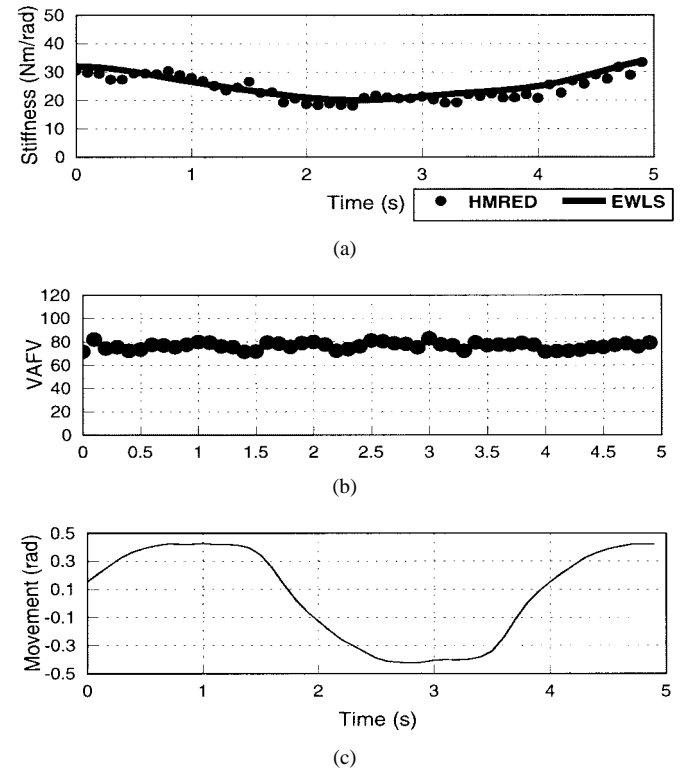 Stiffness (Nm/rad)
50
40
30
20
10
0
0 1 2 3 4 5
Time (s)
HMRED EWLS
(a)
VAFV
120
100
80
60
40
20
0
0 0.5 1 1.5 2 2.5 3 3.5 4 4.5 5
(b)
Movement (rad)
0.5
0.3
0.1
-0.1
-0.3
-0.5
0 1 2 3 4 5
Time (s)
(c)